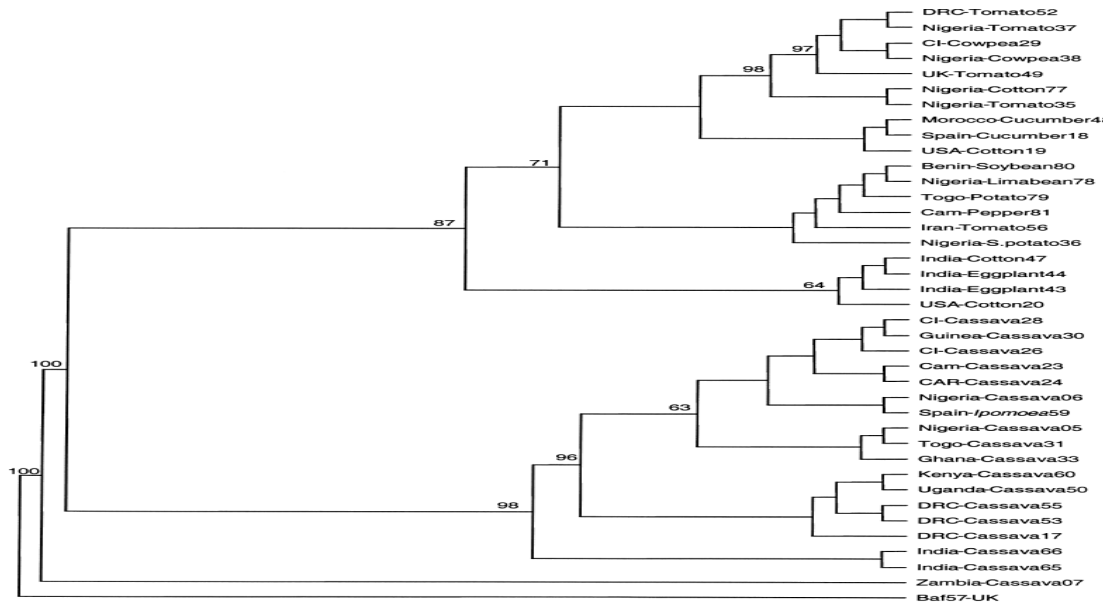 DRC-Tomato52
Nigeria-Tomato37
97
CI-Cowpea29
Nigeria-Cowpea38
98
UK-Tomato49
Nigeria-Cotton77
Nigeria-Tomato35
Morocco-Cucumber4
Spain-Cucumber18
USA-Cotton19
71
Benin-Soybean80
Nigeria-Limabean78
Togo-Potato79
Cam-Pepper81
87
Iran-Tomato56
Nigeria-S.potato36
India-Cotton47
India-Eggplant44
64
India-Eggplant43
USA-Cotton20
CI-Cassava28
Guinea-Cassava30
CI-Cassava26
100
Cam-Cassava23
CAR-Cassava24
Nigeria-Cassava06
63
Spain-Ipomoea59
Nigeria-Cassava05
Togo-Cassava31
96
Ghana-Cassava33
100
Kenya-Cassava60
Uganda-Cassava50
98
DRC-Cassava55
DRC-Cassava53
DRC-Cassava17
India-Cassava66
India-Cassava65
Zambia-Cassava07
Baf57-UK